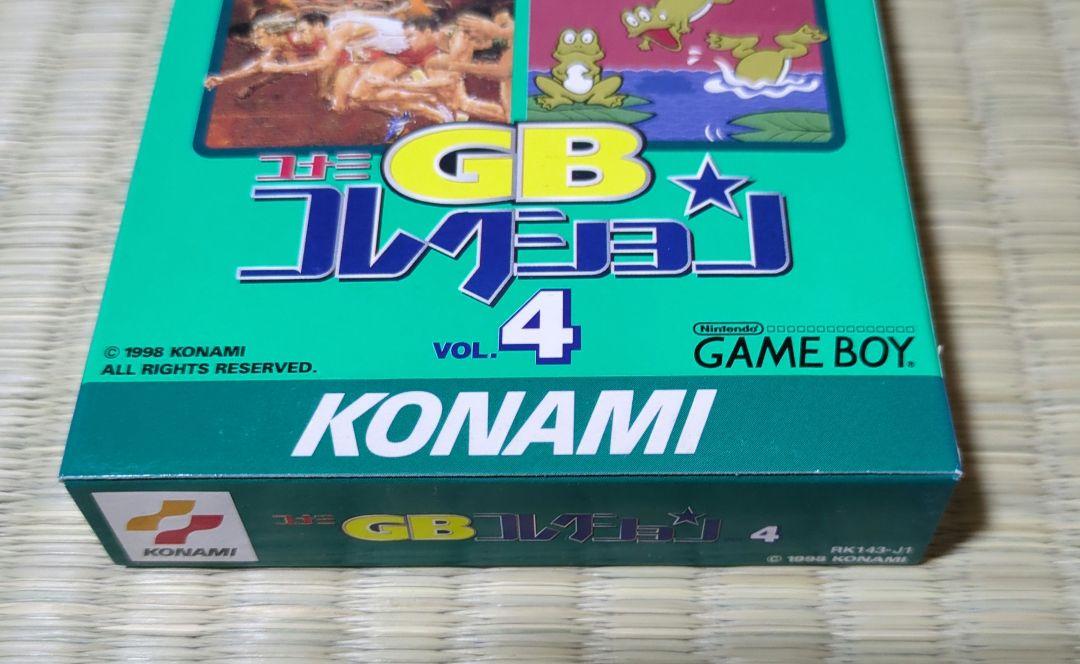 コナミ GB
コレクション
VOL.4
© 1998 KONAMI
ALL RIGHTS RESERVED.
Nintendo
GAME BOY®
KONAMI
KONAMI
コナミ GBコレクション VOL. 4
RK143-J1
© 1998 KONAMI